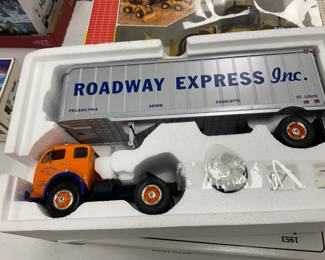 ROADWAY EXPRESS Inc.
PHILADELPHIA AKRON CHARLOTTE ST. LOUIS
1953